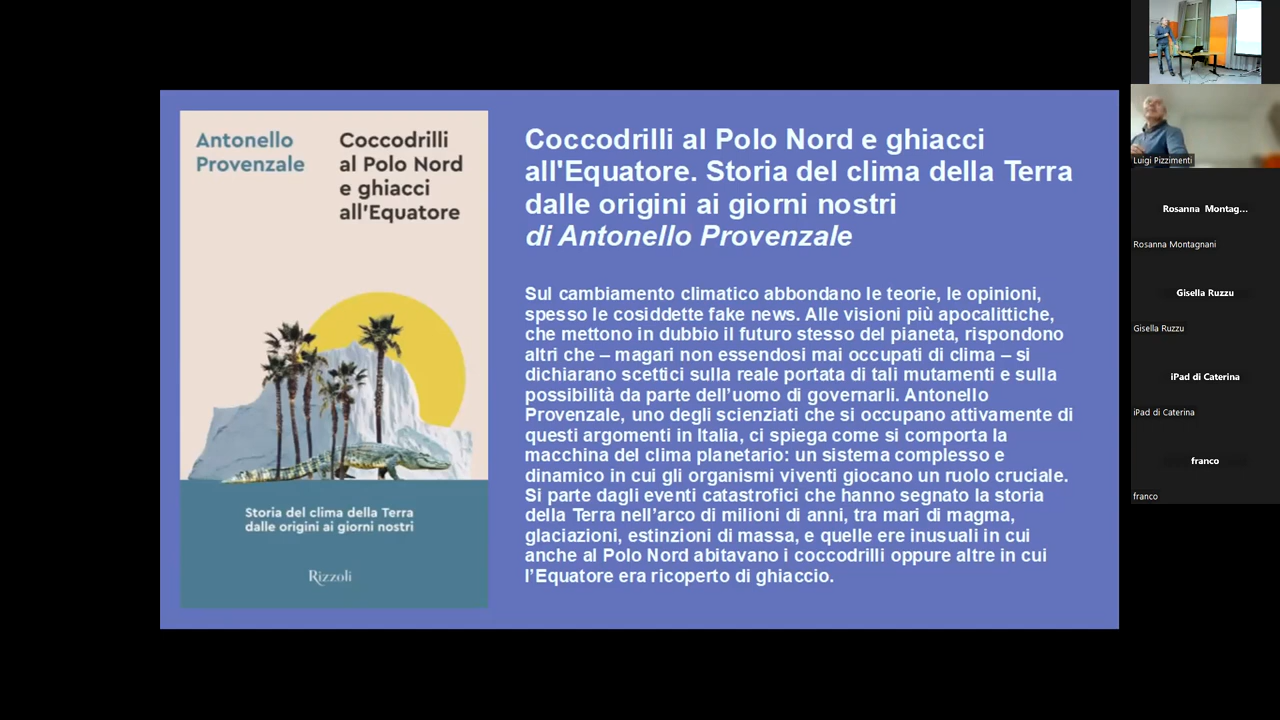 Antonello
Provenzale
Coccodrilli
al Polo Nord
e ghiacci
all'Equatore
Storia del clima della Terra
dalle origini ai giorni nostri
Rizzoli
Coccodrilli al Polo Nord e ghiacci
all'Equatore. Storia del clima della Terra
dalle origini ai giorni nostri
di Antonello Provenzale
Sul cambiamento climatico abbondano le teorie, le opinioni,
spesso le cosiddette fake news. Alle visioni più apocalittiche,
che mettono in dubbio il futuro stesso del pianeta, rispondono
altri che – magari non essendosi mai occupati di clima – si
dichiarano scettici sulla reale portata di tali mutamenti e sulla
possibilità da parte dell’uomo di governarli. Antonello
Provenzale, uno degli scienziati che si occupano attivamente di
questi argomenti in Italia, ci spiega come si comporta la
macchina del clima planetario: un sistema complesso e
dinamico in cui gli organismi viventi giocano un ruolo cruciale.
Si parte dagli eventi catastrofici che hanno segnato la storia
della Terra nell’arco di milioni di anni, tra mari di magma,
glaciazioni, estinzioni di massa, e quelle ere inusuali in cui
anche al Polo Nord abitavano i coccodrilli oppure altre in cui
l’Equatore era ricoperto di ghiaccio.
Luigi Pizzimenti
Rosanna Montag...
Rosanna Montagnani
Gisella Ruzzu
Gisella Ruzzu
iPad di Caterina
iPad di Caterina
franco
franco